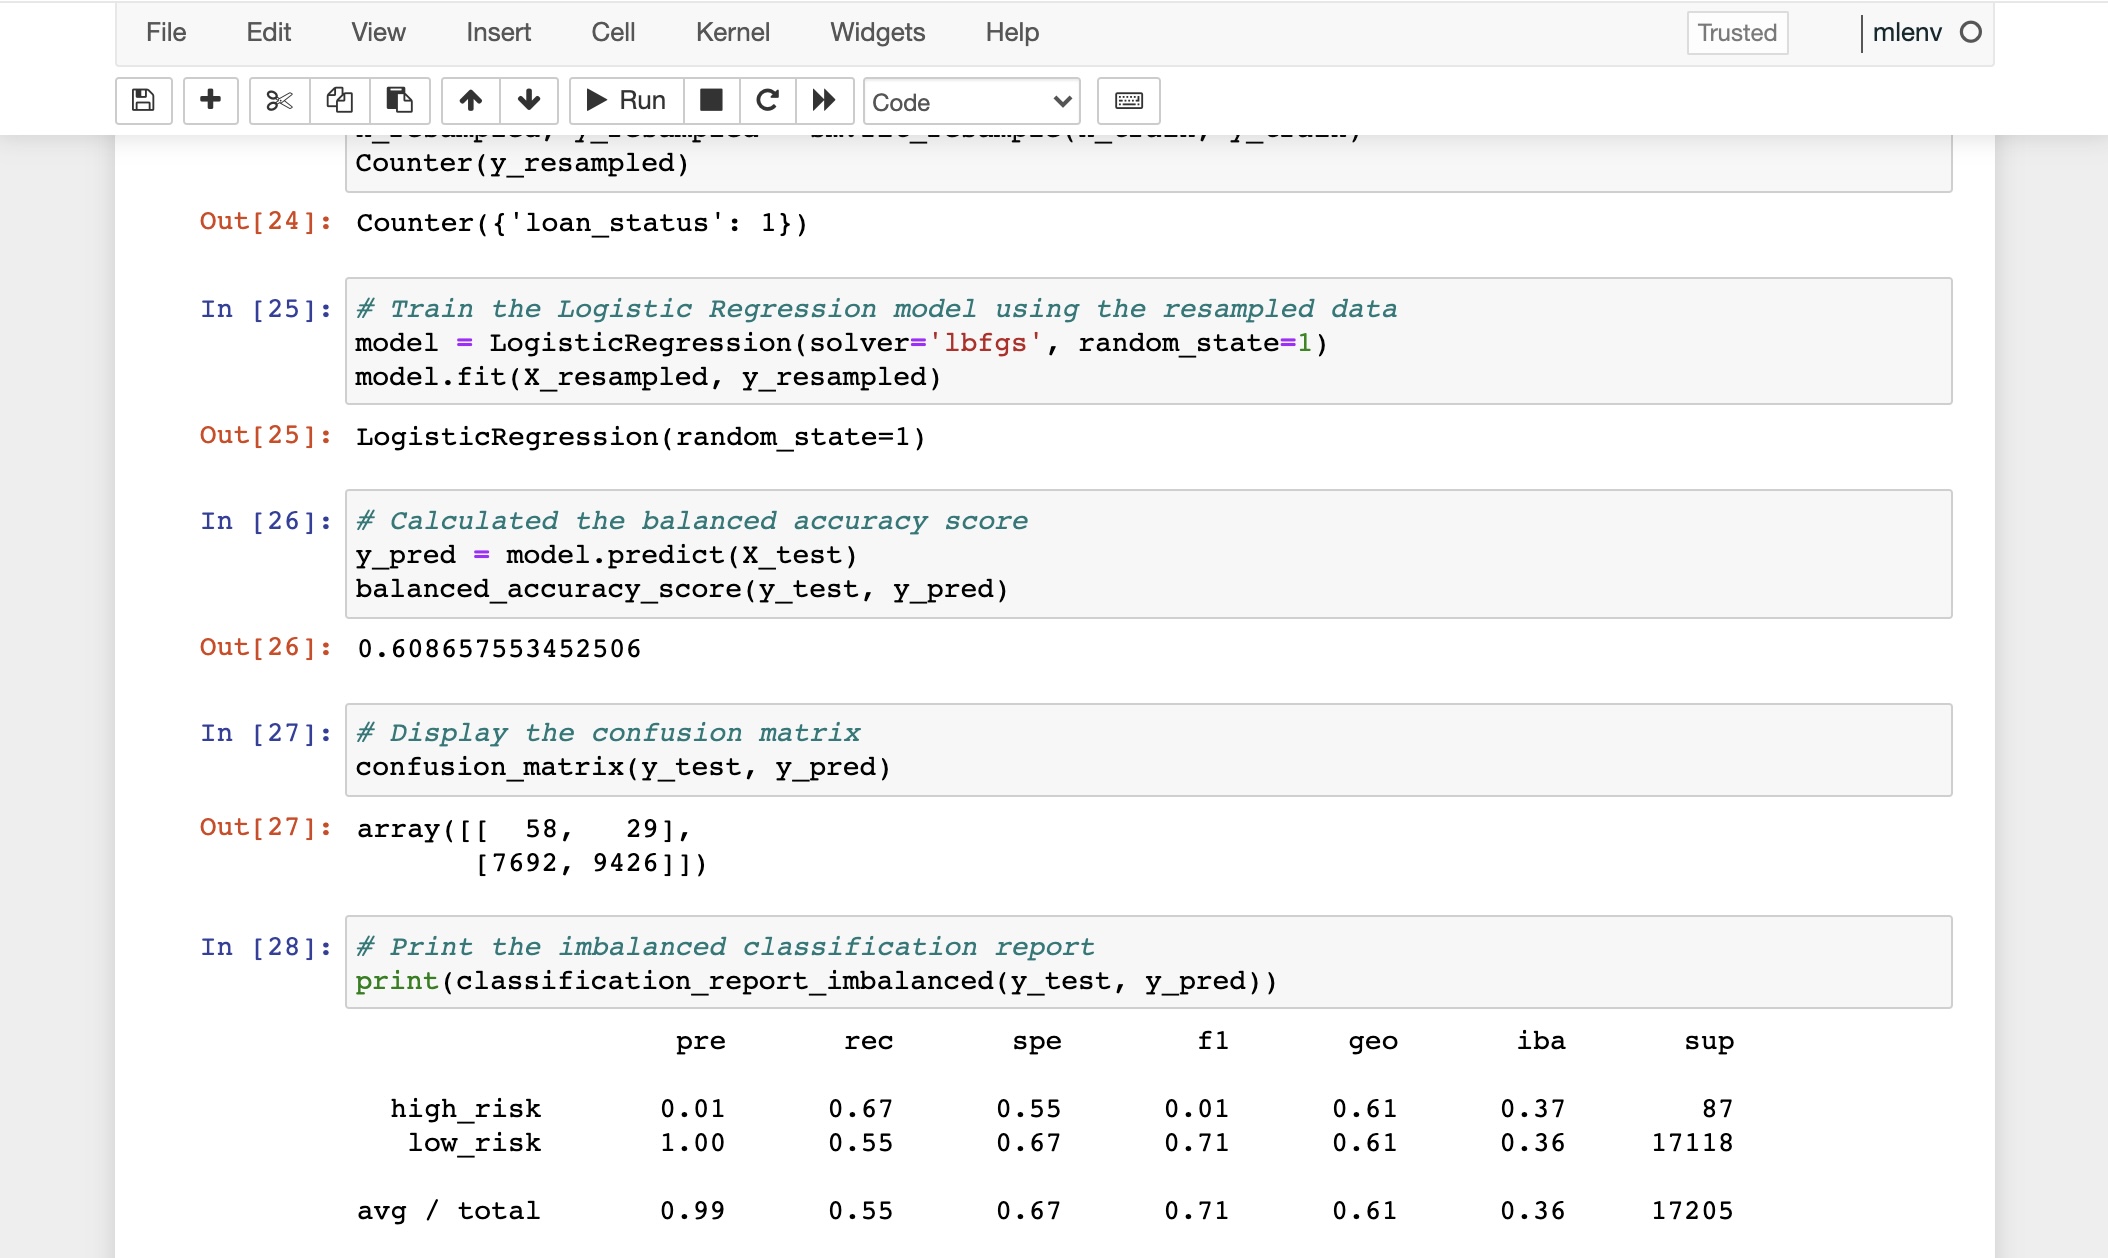 File Edit View Insert Cell Kernel Widgets Help Trusted mlenv
Run Code
Counter(y_resampled)
Out[24]: Counter({'loan_status': 1})
In [25]: # Train the Logistic Regression model using the resampled data
model = LogisticRegression(solver='lbfgs', random_state=1)
model.fit(X_resampled, y_resampled)
Out[25]: LogisticRegression(random_state=1)
In [26]: # Calculated the balanced accuracy score
y_pred = model.predict(X_test)
balanced_accuracy_score(y_test, y_pred)
Out[26]: 0.608657553452506
In [27]: # Display the confusion matrix
confusion_matrix(y_test, y_pred)
Out[27]: array([[  58,   29],
       [7692, 9426]])
In [28]: # Print the imbalanced classification report
print(classification_report_imbalanced(y_test, y_pred))
pre rec spe f1 geo iba sup
high_risk 0.01 0.67 0.55 0.01 0.61 0.37 87
low_risk 1.00 0.55 0.67 0.71 0.61 0.36 17118
avg / total 0.99 0.55 0.67 0.71 0.61 0.36 17205